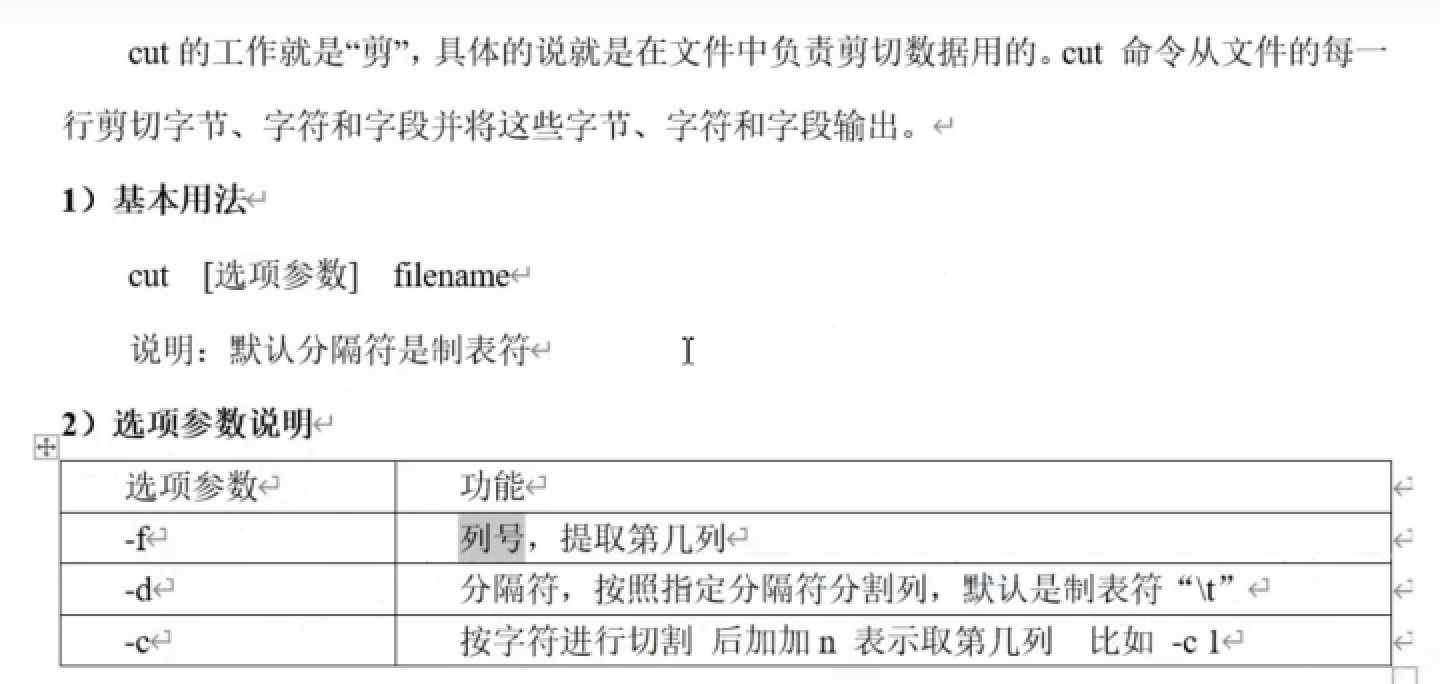 cut 的工作就是“剪”，具体的说就是在文件中负责剪切数据用的。cut 命令从文件的每一
行剪切字节、字符和字段并将这些字节、字符和字段输出。
1）基本用法
cut [选项参数] filename
说明：默认分隔符是制表符
2）选项参数说明
选项参数 功能
-f 列号，提取第几列
-d 分隔符，按照指定分隔符分割列，默认是制表符“\t”
-c 按字符进行切割 后加加 n 表示取第几列 比如 -c 1